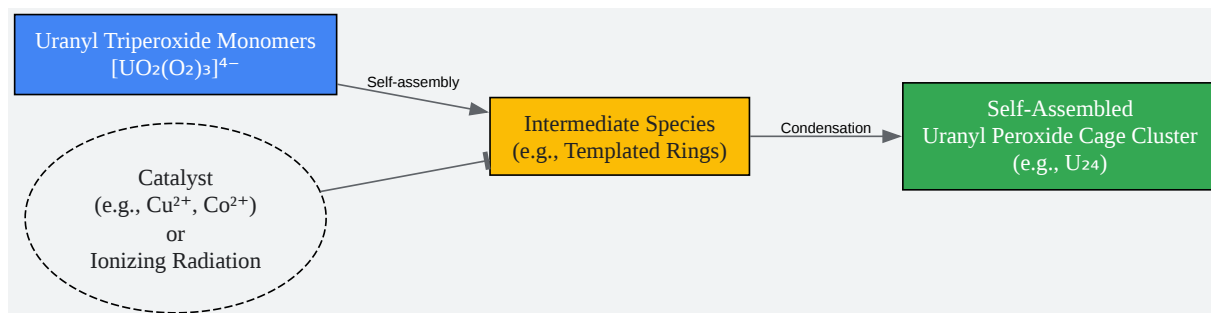 Uranyl Triperoxide Monomers
[UO₂(O₂)₃]⁴⁻
Self-assembly
Catalyst
(e.g., Cu²⁺, Co²⁺)
or
Ionizing Radiation
Intermediate Species
(e.g., Templated Rings)
Condensation
Self-Assembled
Uranyl Peroxide Cage Cluster
(e.g., U₂₄)